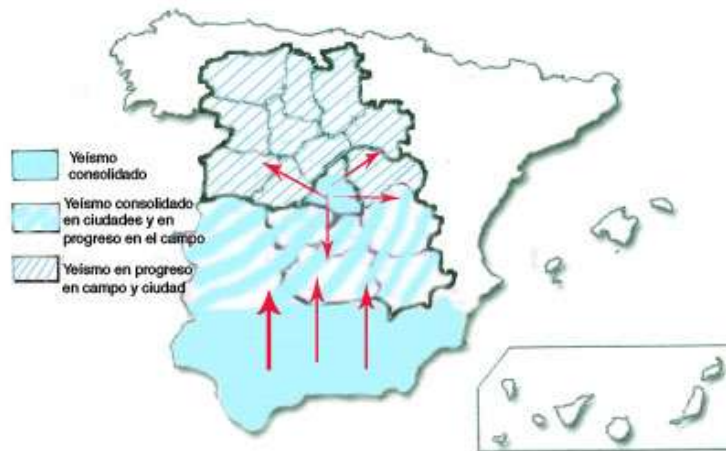 Yeísmo
consolidado
Yeísmo consolidado
en ciudades y en
progreso en el campo
Yeísmo en progreso
en campo y ciudad